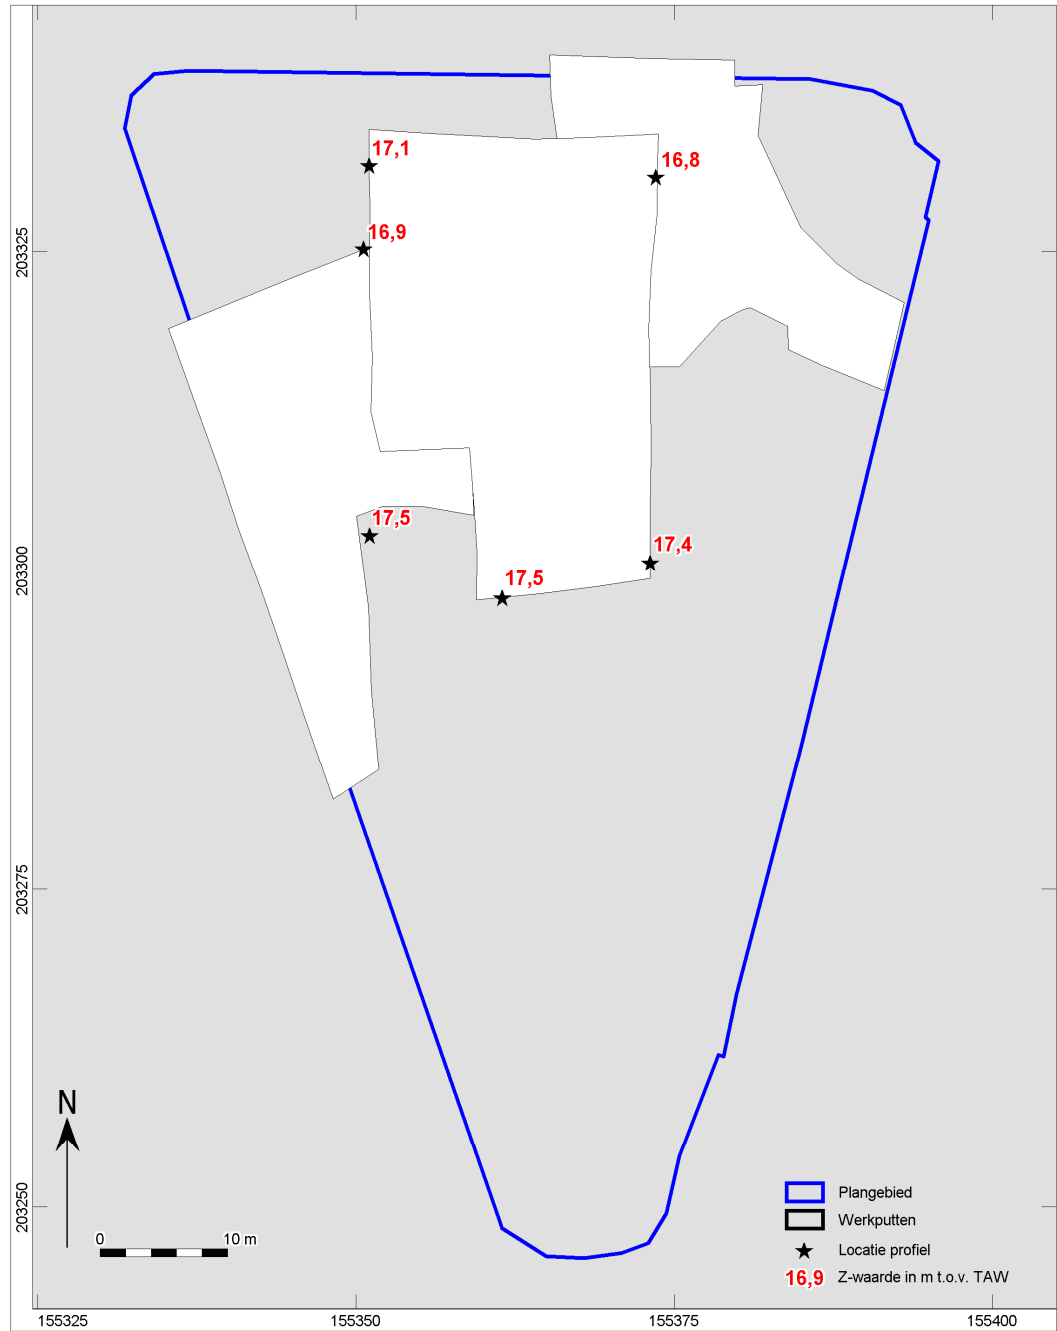 17,1
16,8
16,9
203325
17,5
17,4
17,5
203300
203275
N
203250
0 10 m
Plangebied
Werkputten
Locatie profiel
16,9 Z-waarde in m t.o.v. TAW
155325 155350 155375 155400